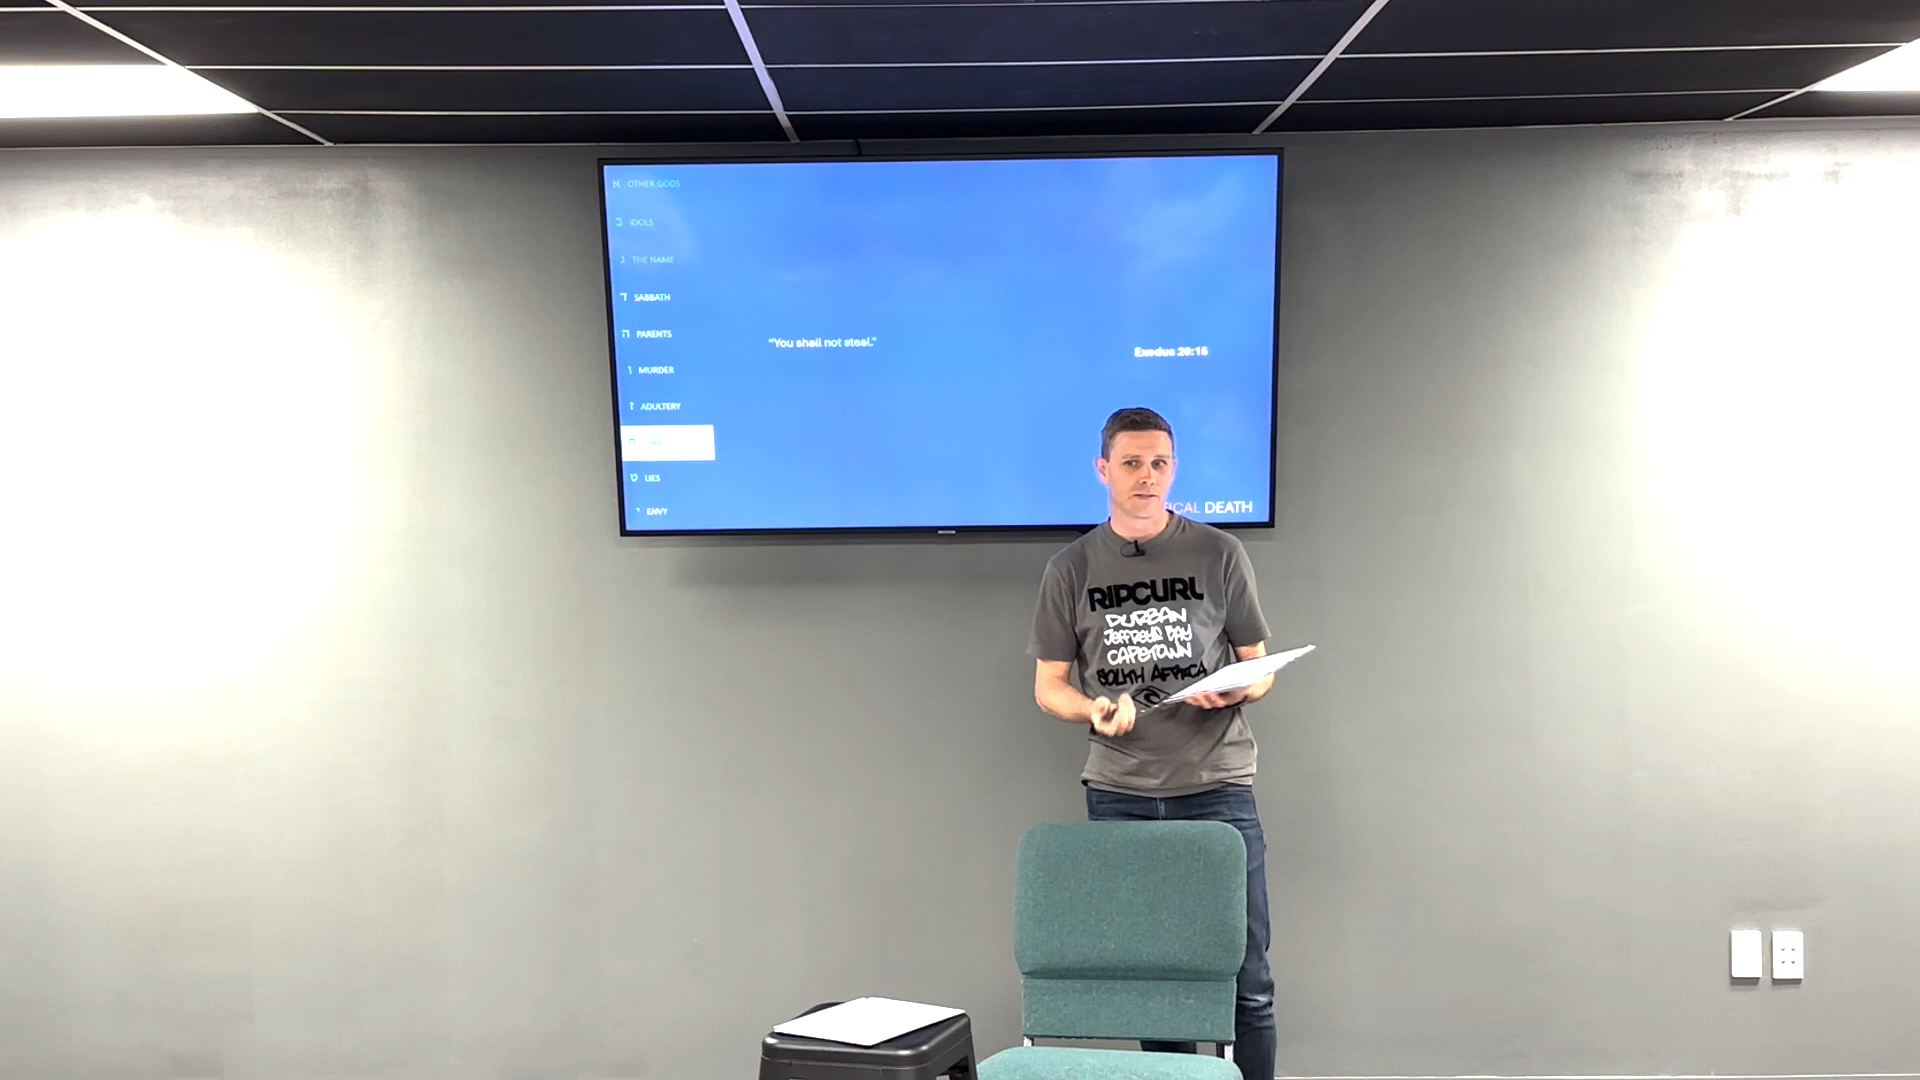 א OTHER GODS
ב IDOLS
ג THE NAME
ד SABBATH
ה PARENTS
ו MURDER
ז ADULTERY
ח
ט LIES
י ENVY
"You shall not steal."
Exodus 20:15
ICAL DEATH
RIPCURL
DURBAN
JEFFREYS BAY
CAPETOWN
SOUTH AFRICA